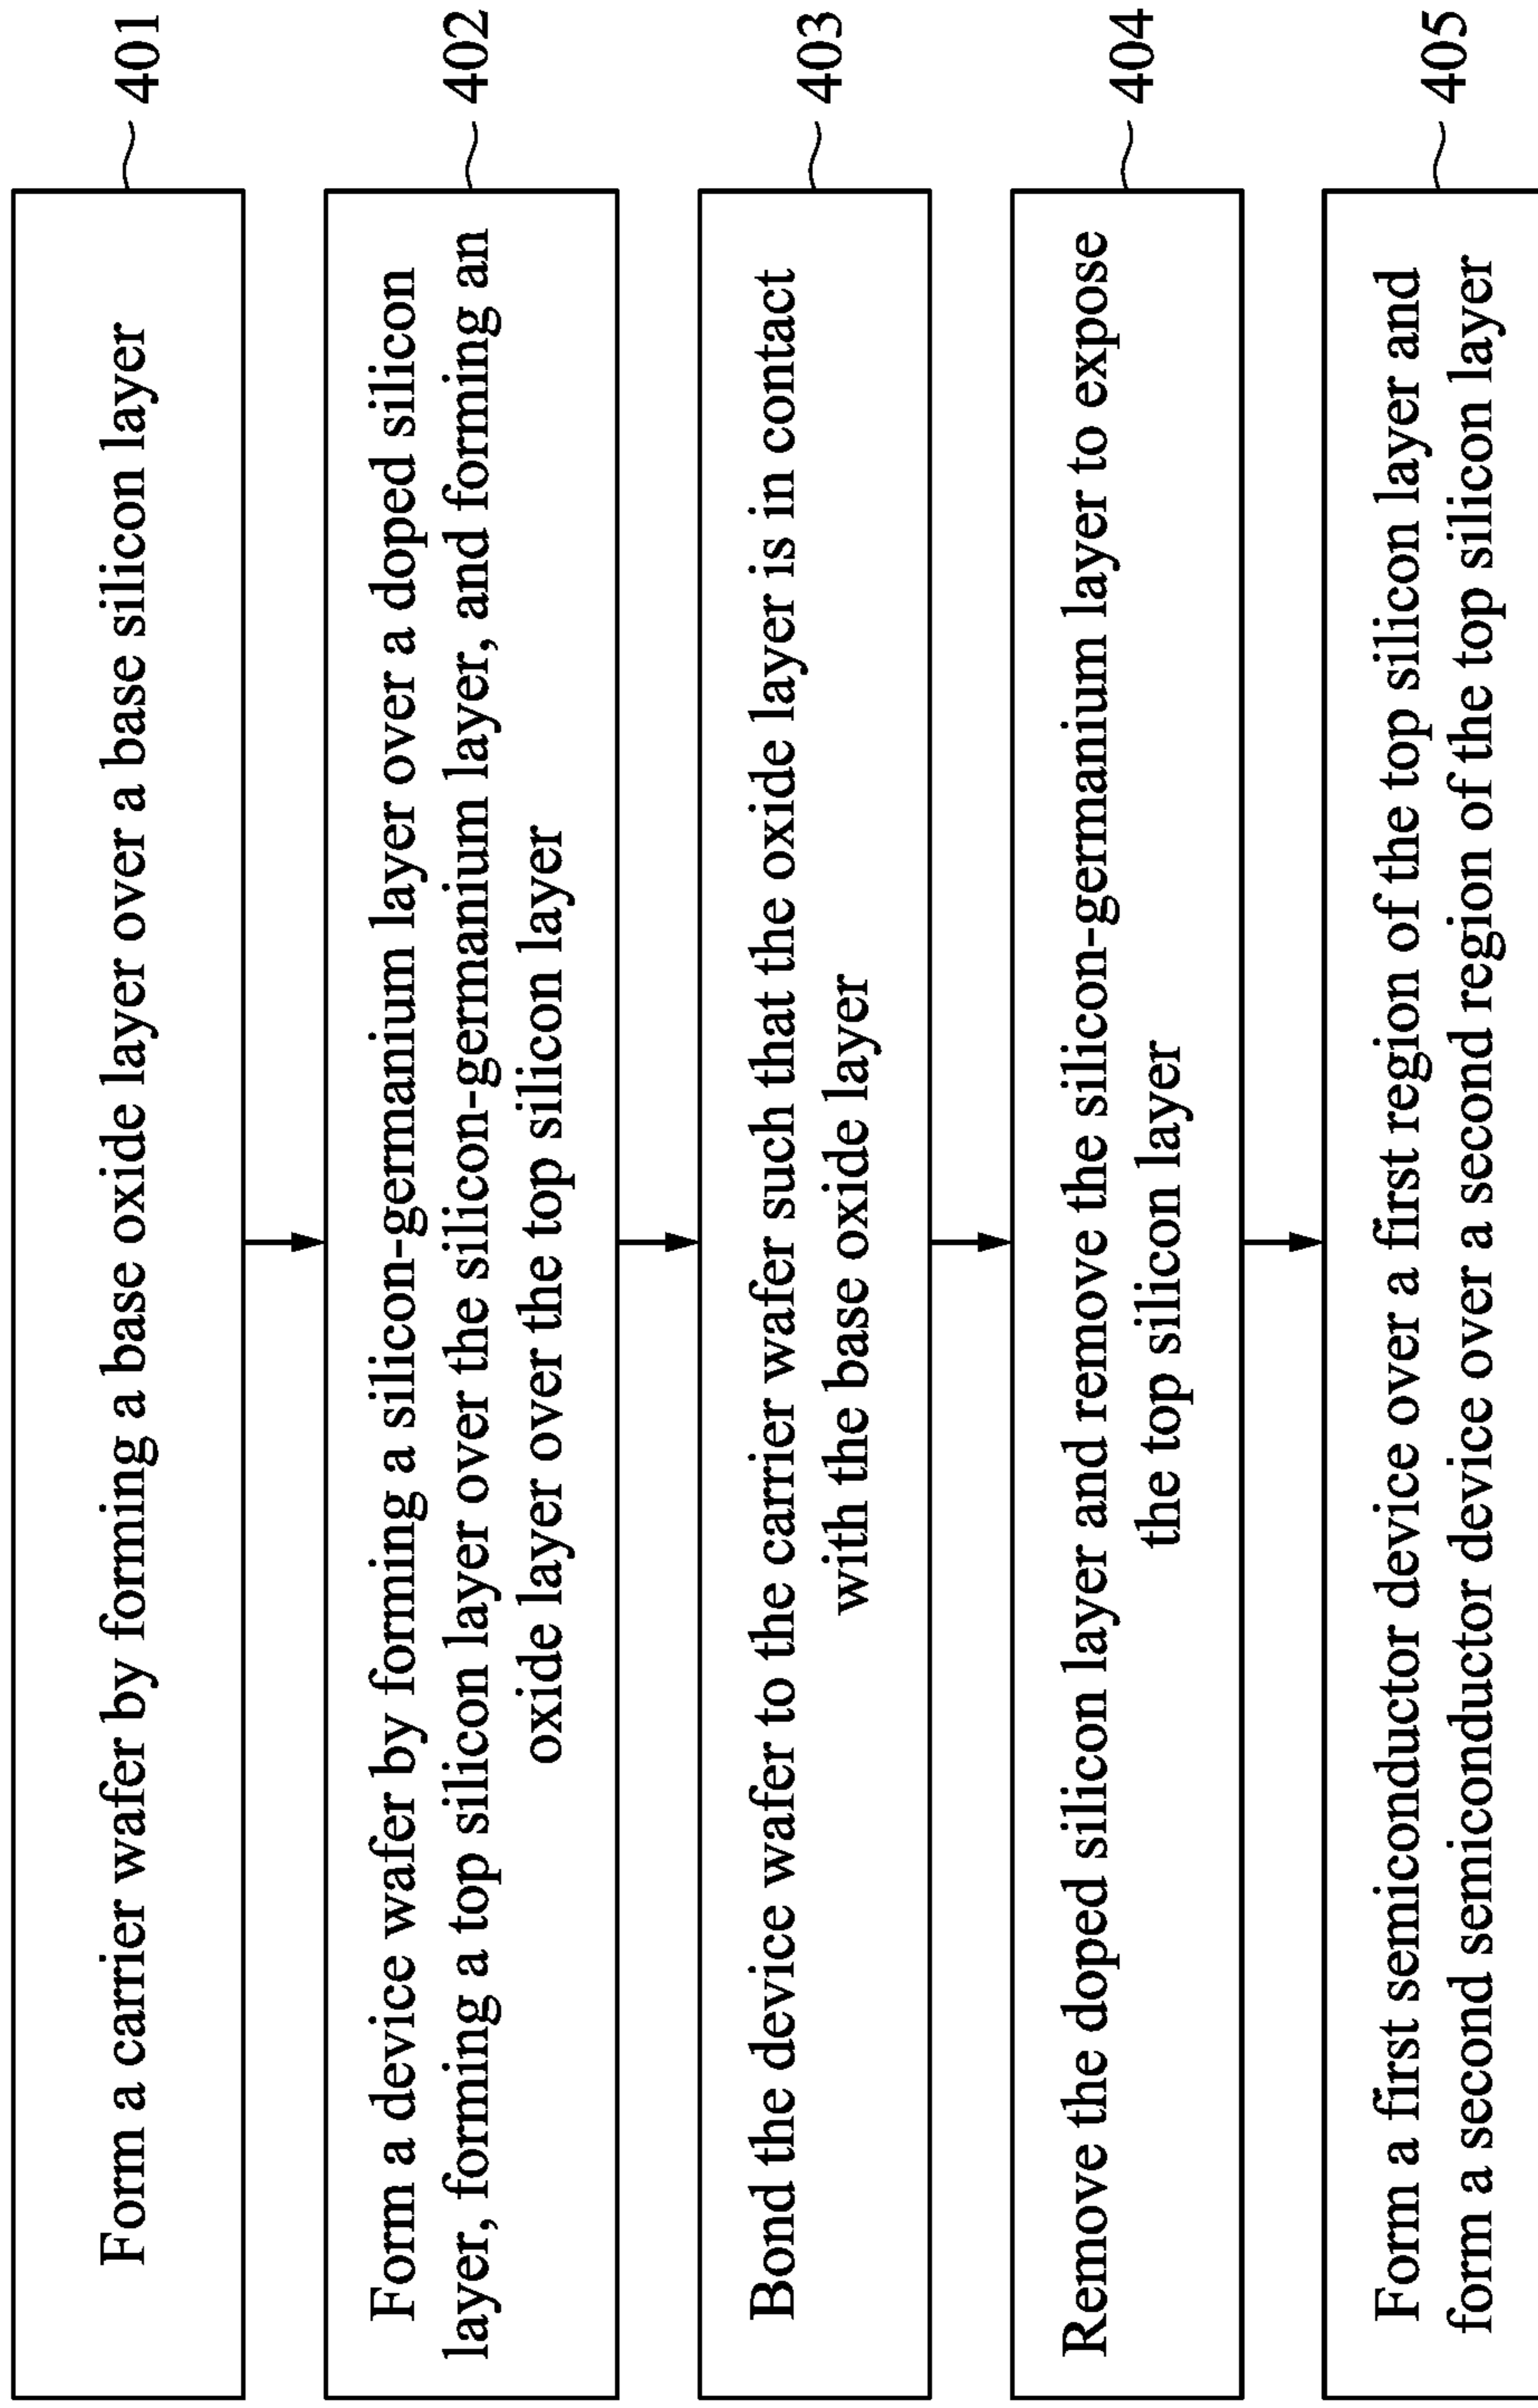 Form a carrier wafer by forming a base oxide layer over a base silicon layer
401
Form a device wafer by forming a silicon-germanium layer over a doped silicon
layer, forming a top silicon layer over the silicon-germanium layer, and forming an
oxide layer over the top silicon layer
402
Bond the device wafer to the carrier wafer such that the oxide layer is in contact
with the base oxide layer
403
Remove the doped silicon layer and remove the silicon-germanium layer to expose
the top silicon layer
404
Form a first semiconductor device over a first region of the top silicon layer and
form a second semiconductor device over a second region of the top silicon layer
405